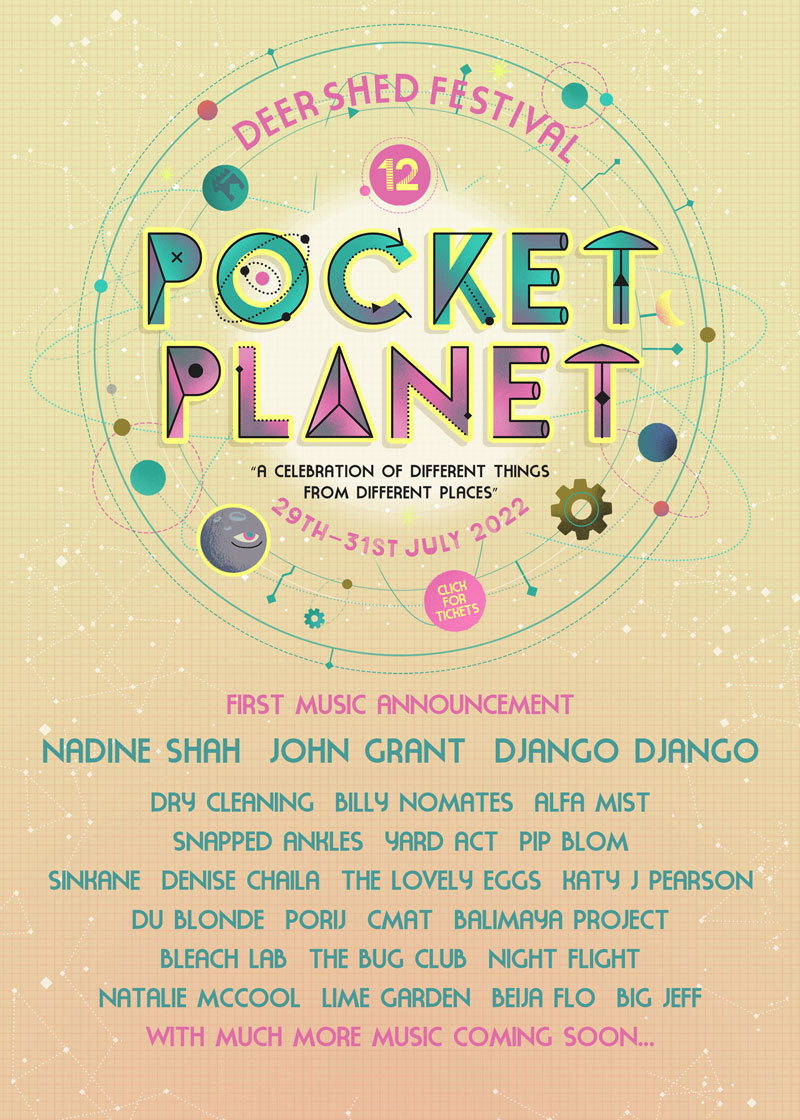 DEER SHED FESTIVAL
12
POCKET
PLANET
"A CELEBRATION OF DIFFERENT THINGS
FROM DIFFERENT PLACES"
29TH-31ST JULY 2022
CLICK
FOR
TICKETS
FIRST MUSIC ANNOUNCEMENT
NADINE SHAH JOHN GRANT DJANGO DJANGO
DRY CLEANING BILLY NOMATES ALFA MIST
SNAPPED ANKLES YARD ACT PIP BLOM
SINKANE DENISE CHAILA THE LOVELY EGGS KATY J PEARSON
DU BLONDE PORIJ CMAT BALIMAYA PROJECT
BLEACH LAB THE BUG CLUB NIGHT FLIGHT
NATALIE MCCOOL LIME GARDEN BEIJA FLO BIG JEFF
WITH MUCH MORE MUSIC COMING SOON...